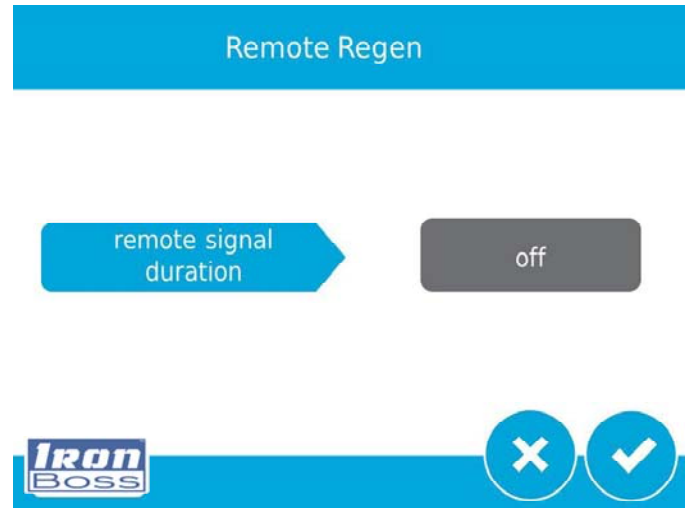 Remote Regen
remote signal
duration
off
IRON
BOSS